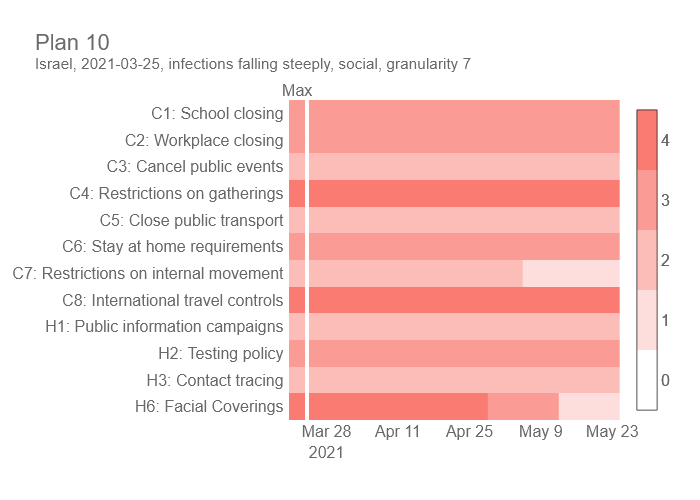 Plan 10
Israel, 2021-03-25, infections falling steeply, social, granularity 7
Max
C1: School closing
C2: Workplace closing
C3: Cancel public events
C4: Restrictions on gatherings
C5: Close public transport
C6: Stay at home requirements
C7: Restrictions on internal movement
C8: International travel controls
H1: Public information campaigns
H2: Testing policy
H3: Contact tracing
H6: Facial Coverings
Mar 28 Apr 11 Apr 25 May 9 May 23
2021
4
3
2
1
0